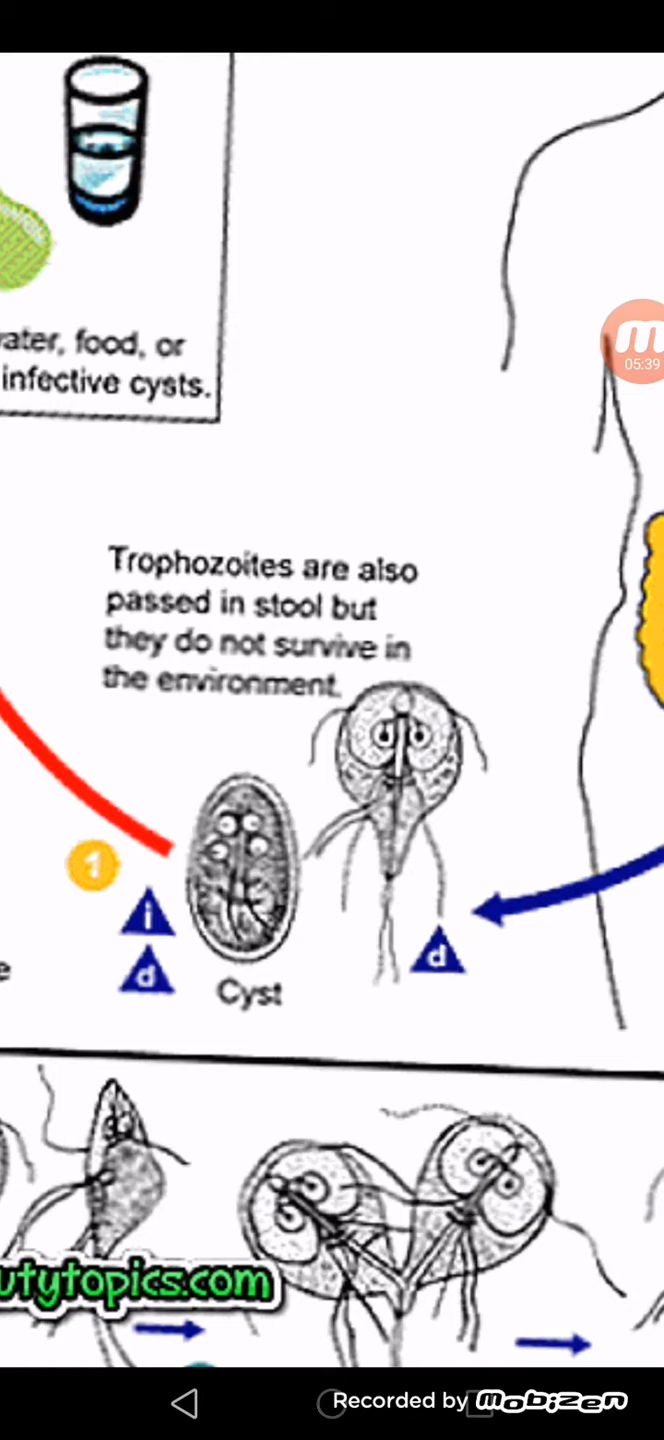 water, food, or
infective cysts.
M
05:39
Trophozoites are also
passed in stool but
they do not survive in
the environment.
1
i
d
d
Cyst
e
utytopics.com
Recorded by Mobizen